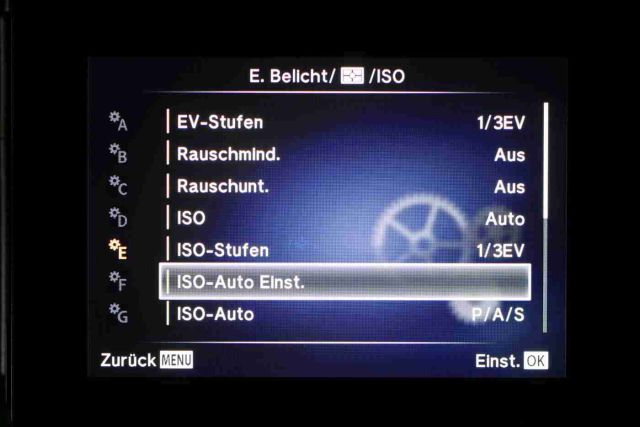 E. Belicht/ /ISO
A
EV-Stufen 1/3EV
B
Rauschmind. Aus
C
Rauschunt. Aus
D
ISO Auto
E
ISO-Stufen 1/3EV
F
ISO-Auto Einst.
G
ISO-Auto P/A/S
Zurück MENU Einst. OK